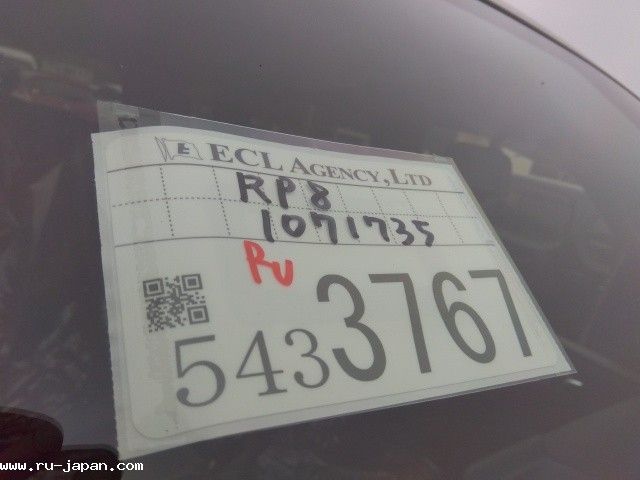 E ECL AGENCY, LTD
RP8
1071735
RU
5433767
www.ru-japan.com